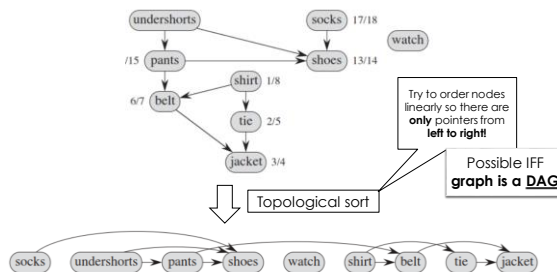 undershorts socks 17/18
watch
/15 pants shoes 13/14
shirt 1/8
6/7 belt
tie 2/5
jacket 3/4
Try to order nodes
linearly so there are
only pointers from
left to right!
Possible IFF
graph is a DAG
Topological sort
socks undershorts pants shoes watch shirt belt tie jacket